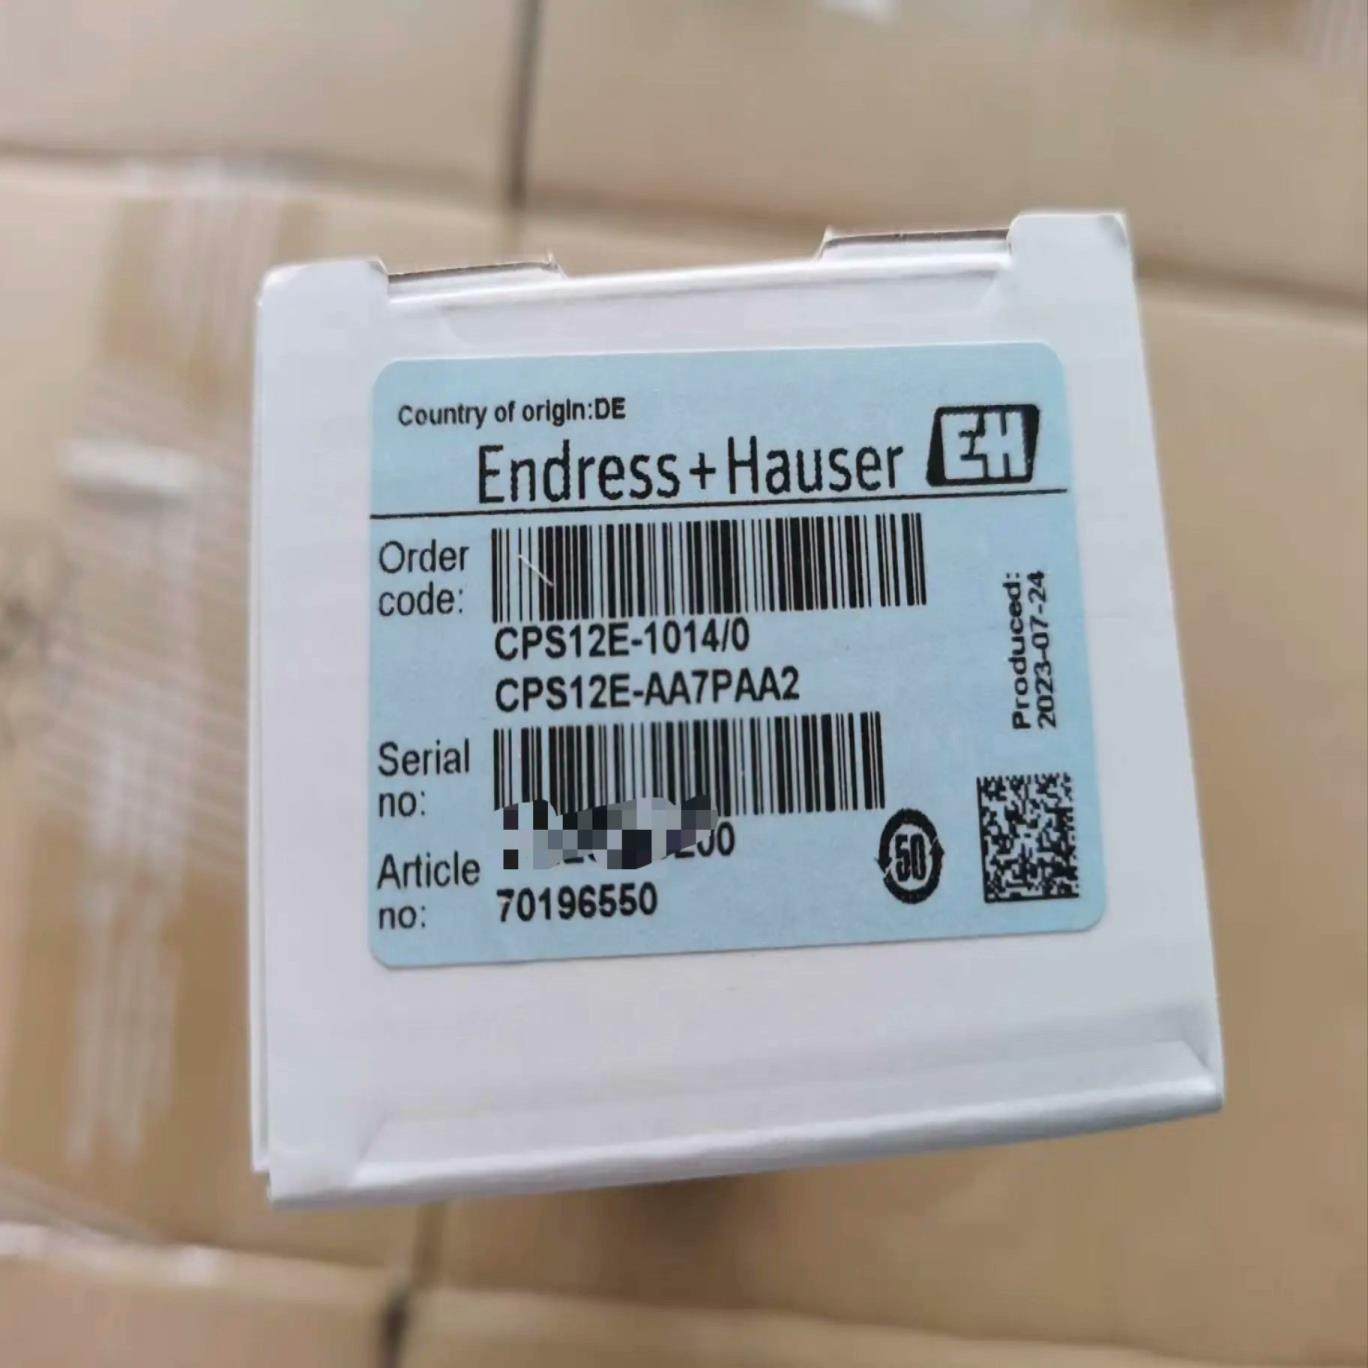 Country of origin:DE
Endress+Hauser EH
Order code:
CPS12E-1014/0
CPS12E-AA7PAA2
Produced:
2023-07-24
Serial no:
Article no:
70196550
50